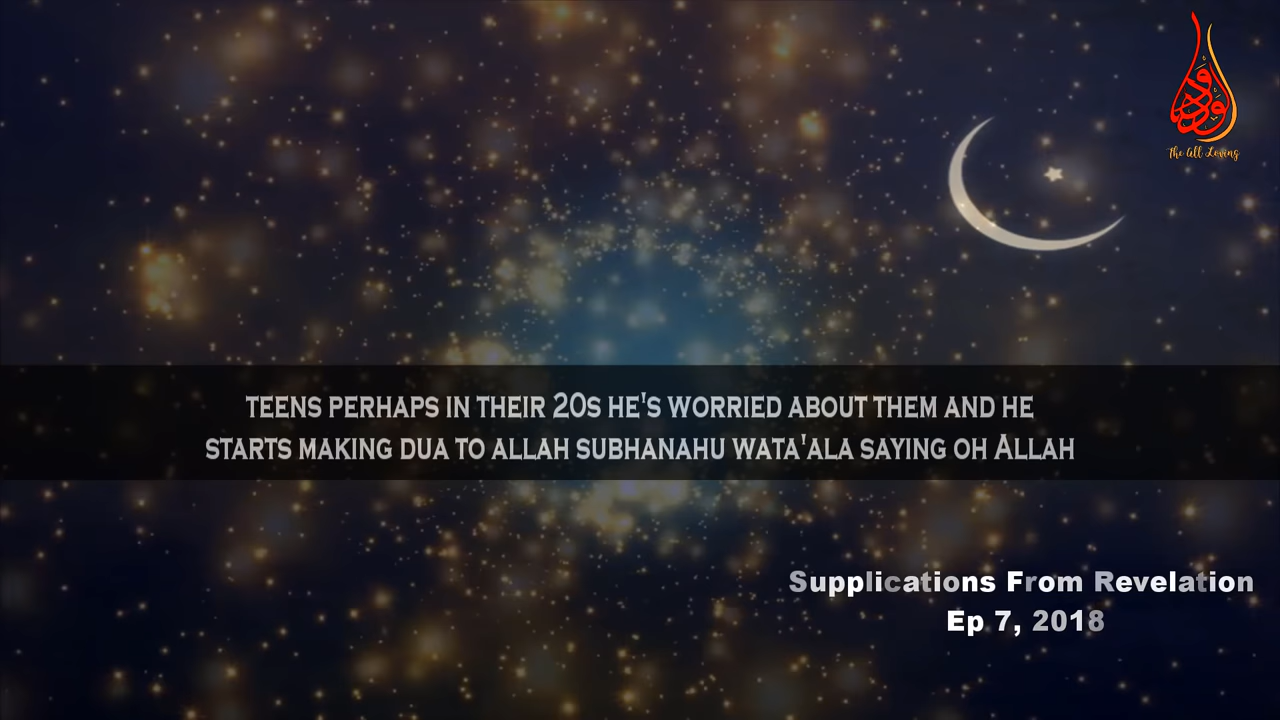 ودود
The All Loving
TEENS PERHAPS IN THEIR 20S HE'S WORRIED ABOUT THEM AND HE
STARTS MAKING DUA TO ALLAH SUBHANAHU WATA'ALA SAYING OH ALLAH
Supplications From Revelation
Ep 7, 2018